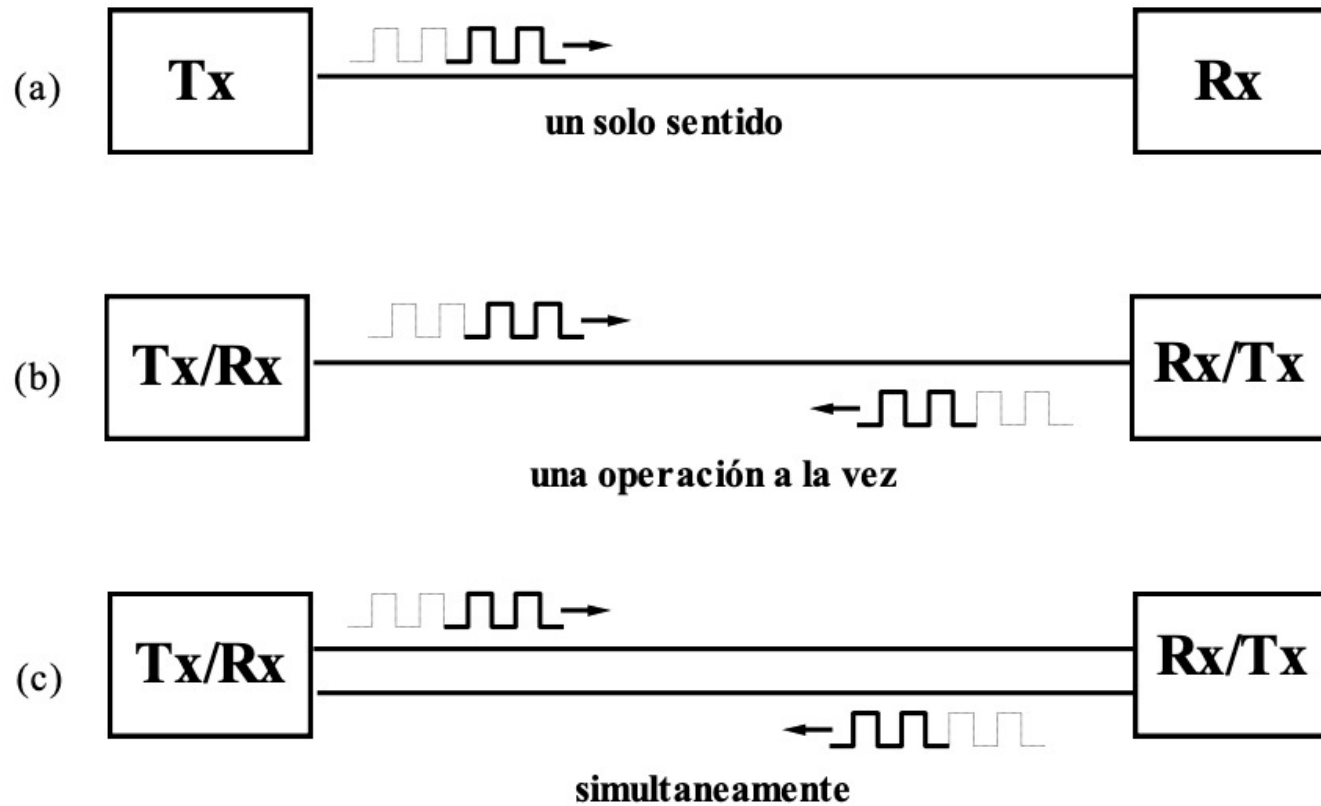 (a)
Tx
Rx
un solo sentido
(b)
Tx/Rx
Rx/Tx
una operación a la vez
(c)
Tx/Rx
Rx/Tx
simultaneamente